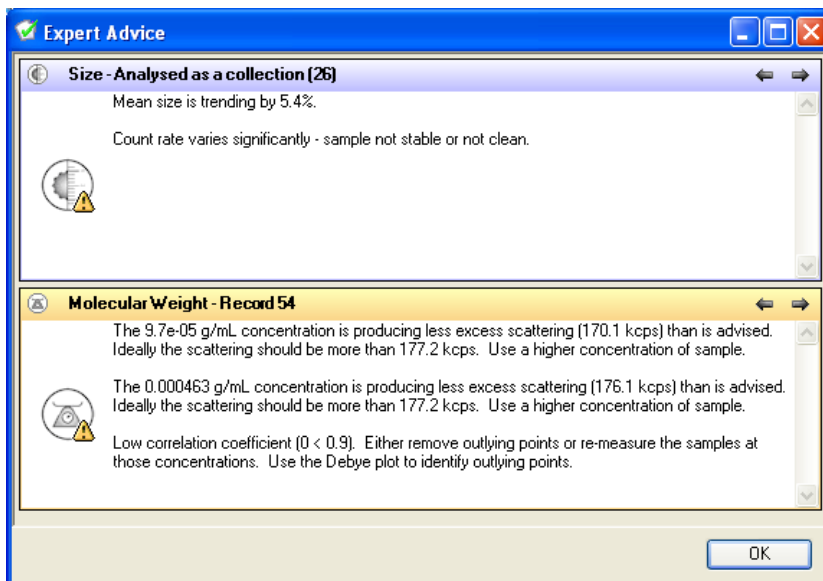 Expert Advice
Size - Analysed as a collection (26)
Mean size is trending by 5.4%.
Count rate varies significantly - sample not stable or not clean.
Molecular Weight - Record 54
The 9.7e-05 g/mL concentration is producing less excess scattering (170.1 kcps) than is advised.
Ideally the scattering should be more than 177.2 kcps.  Use a higher concentration of sample.
The 0.000463 g/mL concentration is producing less excess scattering (176.1 kcps) than is advised.
Ideally the scattering should be more than 177.2 kcps.  Use a higher concentration of sample.
Low correlation coefficient (0 < 0.9).  Either remove outlying points or re-measure the samples at
those concentrations.  Use the Debye plot to identify outlying points.
OK